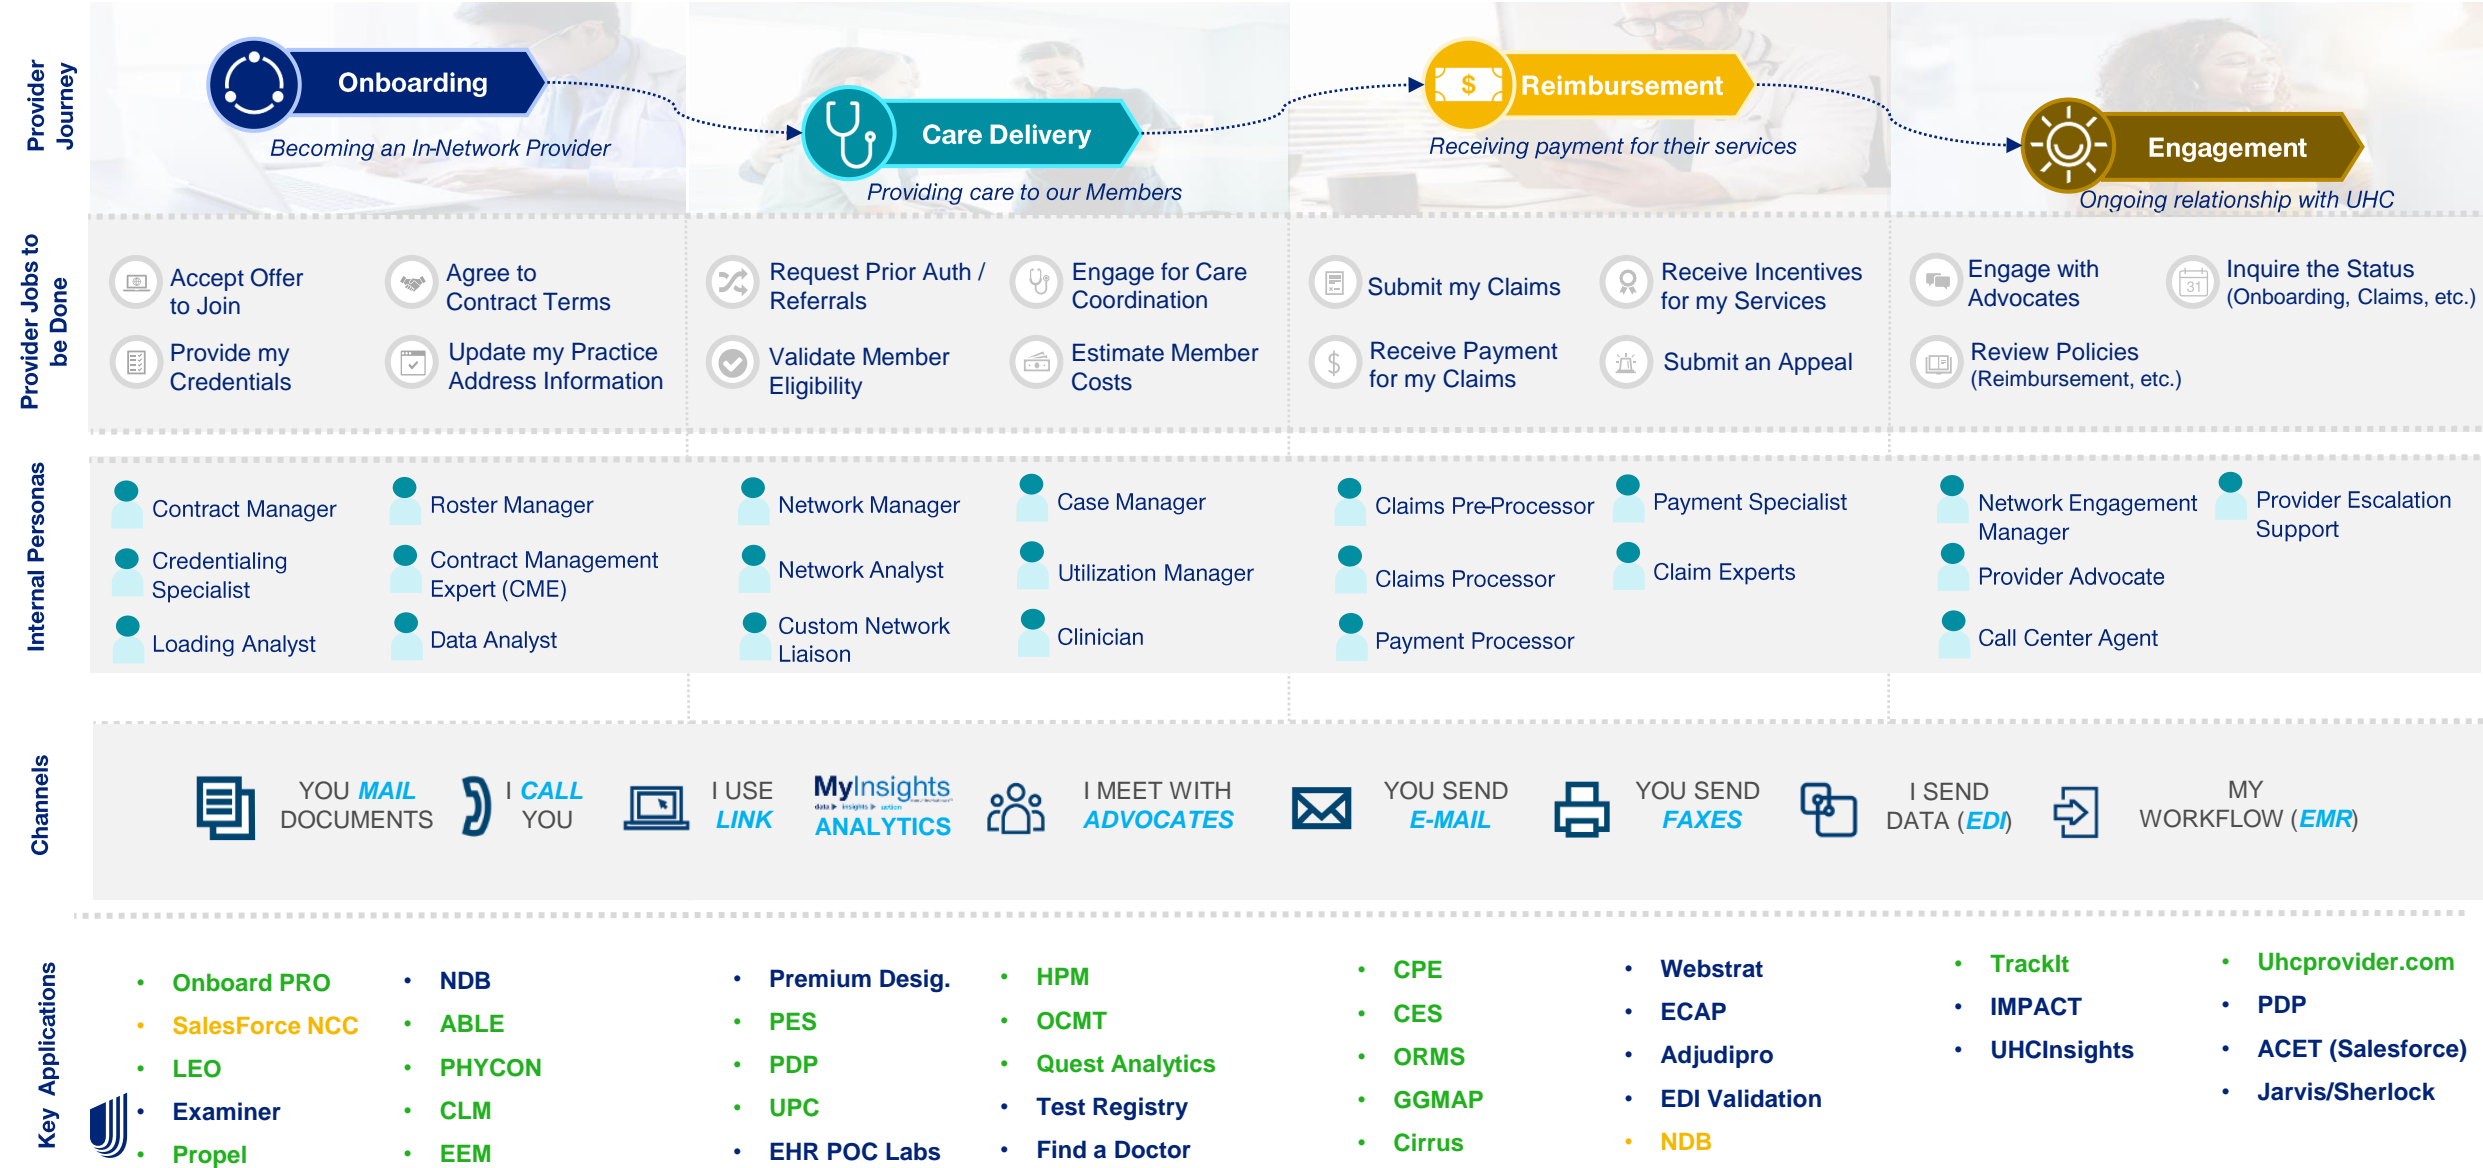 Provider
Journey
Onboarding
Becoming an In-Network Provider
Care Delivery
Providing care to our Members
$
Reimbursement
Receiving payment for their services
Engagement
Ongoing relationship with UHC
Provider Jobs to
be Done
Accept Offer
to Join
Agree to
Contract Terms
Provide my
Credentials
Update my Practice
Address Information
Request Prior Auth /
Referrals
Engage for Care
Coordination
Validate Member
Eligibility
Estimate Member
Costs
Submit my Claims
Receive Incentives
for my Services
$
Receive Payment
for my Claims
Submit an Appeal
Engage with
Advocates
31
Inquire the Status
(Onboarding, Claims, etc.)
Review Policies
(Reimbursement, etc.)
Internal Personas
Contract Manager
Roster Manager
Credentialing
Specialist
Contract Management
Expert (CME)
Loading Analyst
Data Analyst
Network Manager
Case Manager
Network Analyst
Utilization Manager
Custom Network
Liaison
Clinician
Claims Pre-Processor
Payment Specialist
Claims Processor
Claim Experts
Payment Processor
Network Engagement
Manager
Provider Escalation
Support
Provider Advocate
Call Center Agent
Channels
YOU MAIL
DOCUMENTS
I CALL
YOU
I USE
LINK
MyInsights
data insights action
ANALYTICS
I MEET WITH
ADVOCATES
YOU SEND
E-MAIL
YOU SEND
FAXES
I SEND
DATA (EDI)
MY
WORKFLOW (EMR)
Key Applications
• Onboard PRO
• SalesForce NCC
• LEO
• Examiner
• Propel
• NDB
• ABLE
• PHYCON
• CLM
• EEM
• Premium Desig.
• PES
• PDP
• UPC
• EHR POC Labs
• HPM
• OCMT
• Quest Analytics
• Test Registry
• Find a Doctor
• CPE
• CES
• ORMS
• GGMAP
• Cirrus
• Webstrat
• ECAP
• Adjudipro
• EDI Validation
• NDB
• TrackIt
• IMPACT
• UHCInsights
• Uhcprovider.com
• PDP
• ACET (Salesforce)
• Jarvis/Sherlock